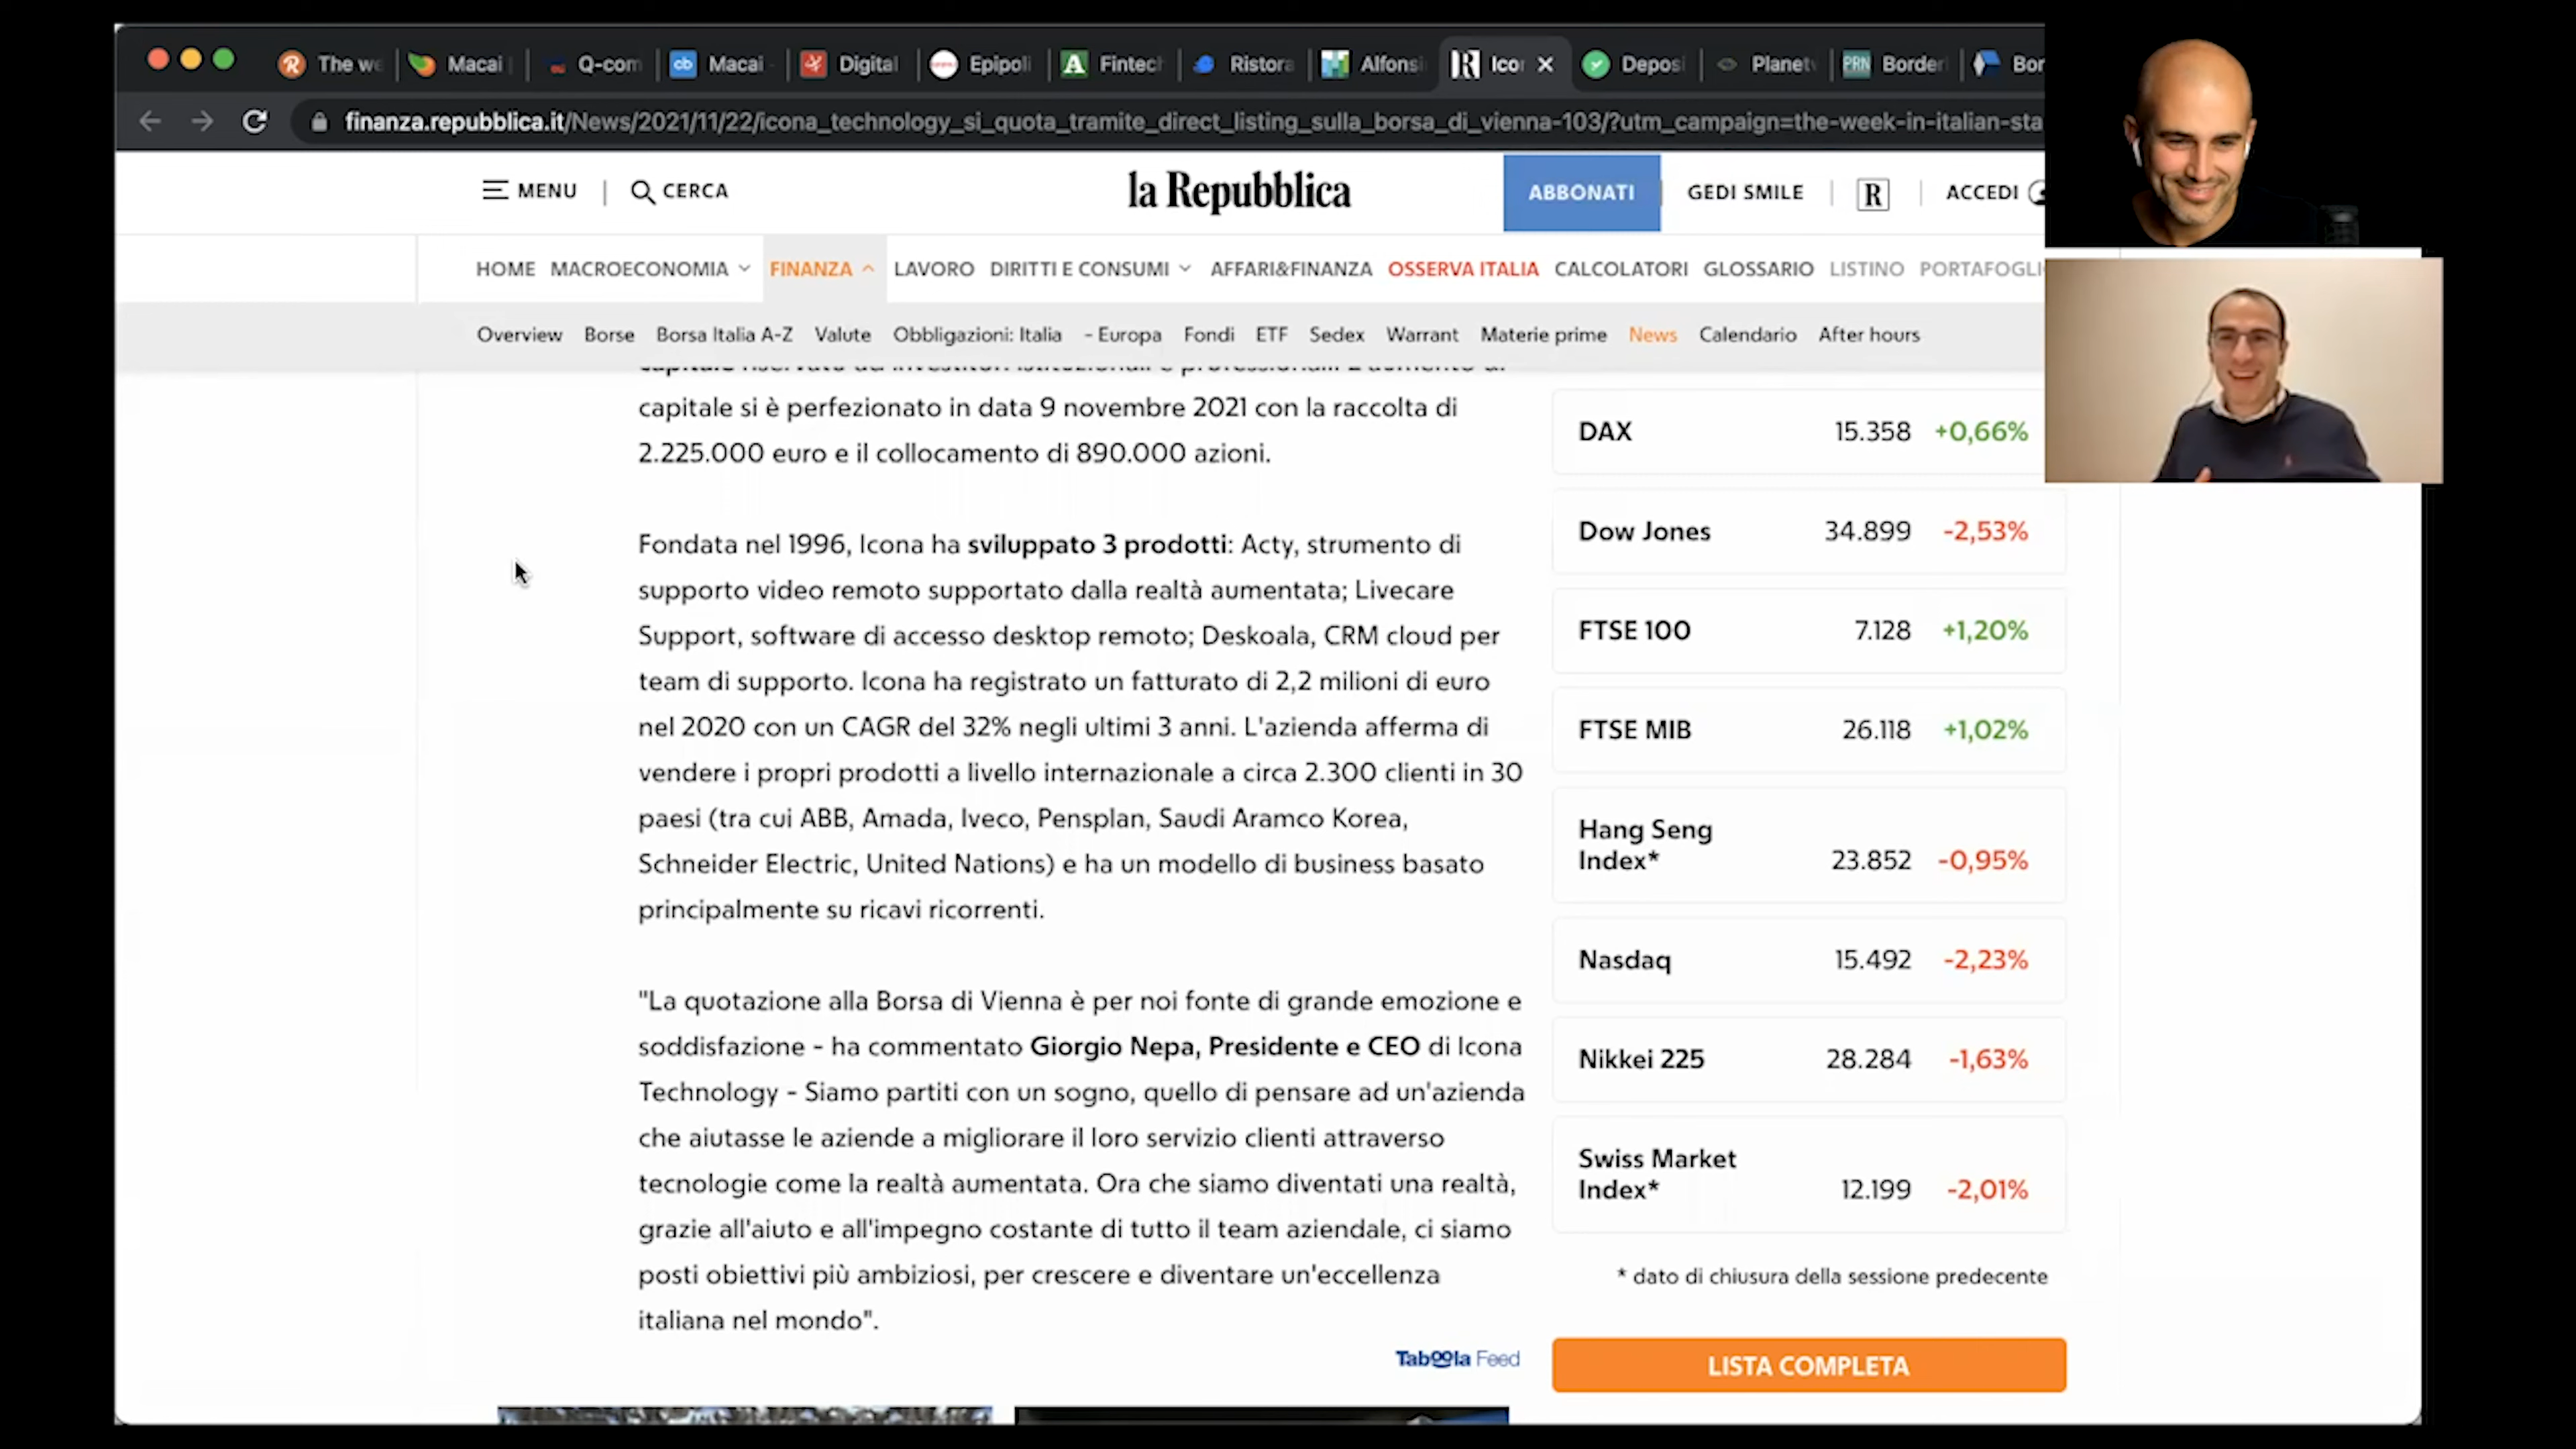 The we
Macai
Q-com
Macai
Digital
Epipoli
Fintech
Ristora
Alfonsi
Icor
Deposi
Planet
Border
Bor
finanza.repubblica.it/News/2021/11/22/icona_technology_si_quota_tramite_direct_listing_sulla_borsa_di_vienna-103/?utm_campaign=the-week-in-italian-sta
MENU
CERCA
la Repubblica
ABBONATI
GEDI SMILE
R
ACCEDI
HOME MACROECONOMIA FINANZA LAVORO DIRITTI E CONSUMI AFFARI&FINANZA OSSERVA ITALIA CALCOLATORI GLOSSARIO LISTINO PORTAFOGLI
Overview Borse Borsa Italia A-Z Valute Obbligazioni: Italia - Europa Fondi ETF Sedex Warrant Materie prime News Calendario After hours
capitale si è perfezionato in data 9 novembre 2021 con la raccolta di
2.225.000 euro e il collocamento di 890.000 azioni.
Fondata nel 1996, Icona ha sviluppato 3 prodotti: Acty, strumento di
supporto video remoto supportato dalla realtà aumentata; Livecare
Support, software di accesso desktop remoto; Deskoala, CRM cloud per
team di supporto. Icona ha registrato un fatturato di 2,2 milioni di euro
nel 2020 con un CAGR del 32% negli ultimi 3 anni. L'azienda afferma di
vendere i propri prodotti a livello internazionale a circa 2.300 clienti in 30
paesi (tra cui ABB, Amada, Iveco, Pensplan, Saudi Aramco Korea,
Schneider Electric, United Nations) e ha un modello di business basato
principalmente su ricavi ricorrenti.
"La quotazione alla Borsa di Vienna è per noi fonte di grande emozione e
soddisfazione - ha commentato Giorgio Nepa, Presidente e CEO di Icona
Technology - Siamo partiti con un sogno, quello di pensare ad un'azienda
che aiutasse le aziende a migliorare il loro servizio clienti attraverso
tecnologie come la realtà aumentata. Ora che siamo diventati una realtà,
grazie all'aiuto e all'impegno costante di tutto il team aziendale, ci siamo
posti obiettivi più ambiziosi, per crescere e diventare un'eccellenza
italiana nel mondo".
Taboola Feed
DAX 15.358 +0,66%
Dow Jones 34.899 -2,53%
FTSE 100 7.128 +1,20%
FTSE MIB 26.118 +1,02%
Hang Seng
Index* 23.852 -0,95%
Nasdaq 15.492 -2,23%
Nikkei 225 28.284 -1,63%
Swiss Market
Index* 12.199 -2,01%
* dato di chiusura della sessione predecente
LISTA COMPLETA